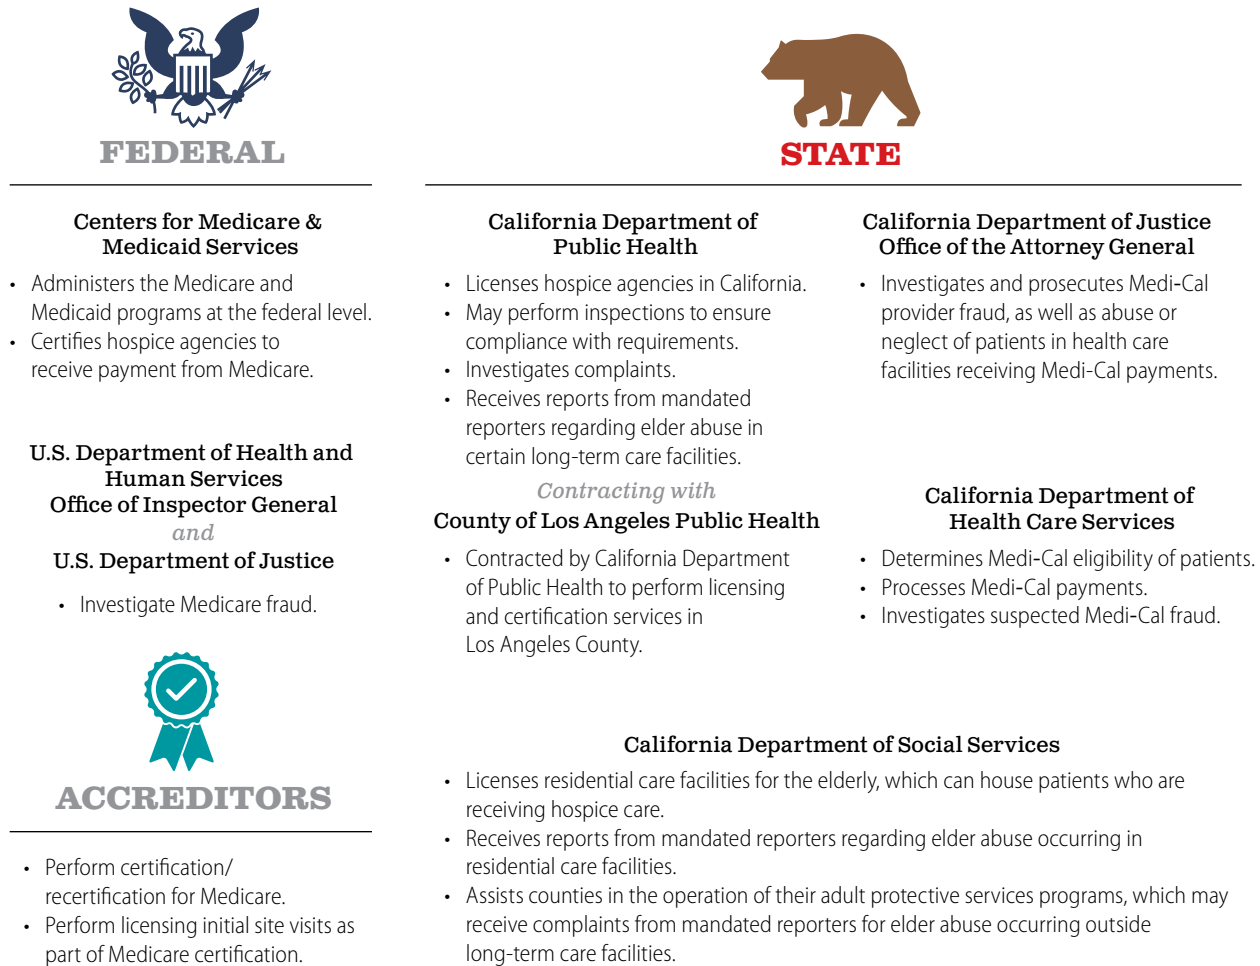 FEDERAL
Centers for Medicare &
Medicaid Services
• Administers the Medicare and
Medicaid programs at the federal level.
• Certifies hospice agencies to
receive payment from Medicare.
U.S. Department of Health and
Human Services
Office of Inspector General
and
U.S. Department of Justice
• Investigate Medicare fraud.
ACCREDITORS
• Perform certification/
recertification for Medicare.
• Perform licensing initial site visits as
part of Medicare certification.
STATE
California Department of
Public Health
• Licenses hospice agencies in California.
• May perform inspections to ensure
compliance with requirements.
• Investigates complaints.
• Receives reports from mandated
reporters regarding elder abuse in
certain long-term care facilities.
Contracting with
County of Los Angeles Public Health
• Contracted by California Department
of Public Health to perform licensing
and certification services in
Los Angeles County.
California Department of Justice
Office of the Attorney General
• Investigates and prosecutes Medi-Cal
provider fraud, as well as abuse or
neglect of patients in health care
facilities receiving Medi-Cal payments.
California Department of
Health Care Services
• Determines Medi-Cal eligibility of patients.
• Processes Medi-Cal payments.
• Investigates suspected Medi-Cal fraud.
California Department of Social Services
• Licenses residential care facilities for the elderly, which can house patients who are
receiving hospice care.
• Receives reports from mandated reporters regarding elder abuse occurring in
residential care facilities.
• Assists counties in the operation of their adult protective services programs, which may
receive complaints from mandated reporters for elder abuse occurring outside
long-term care facilities.